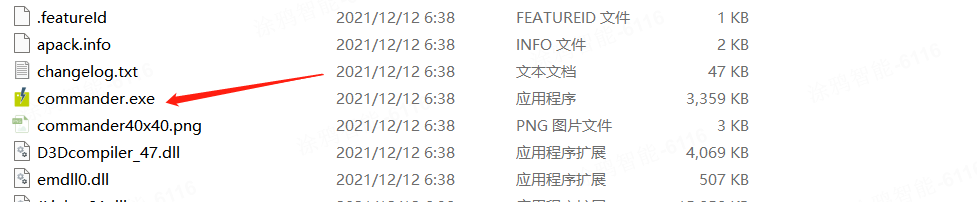 .featureId 2021/12/12 6:38 FEATUREID 文件 1 KB
apack.info 2021/12/12 6:38 INFO 文件 2 KB
changelog.txt 2021/12/12 6:38 文本文档 47 KB
commander.exe 2021/12/12 6:38 应用程序 3,359 KB
commander40x40.png 2021/12/12 6:38 PNG 图片文件 3 KB
D3Dcompiler_47.dll 2021/12/12 6:38 应用程序扩展 4,069 KB
emdll0.dll 2021/12/12 6:38 应用程序扩展 507 KB